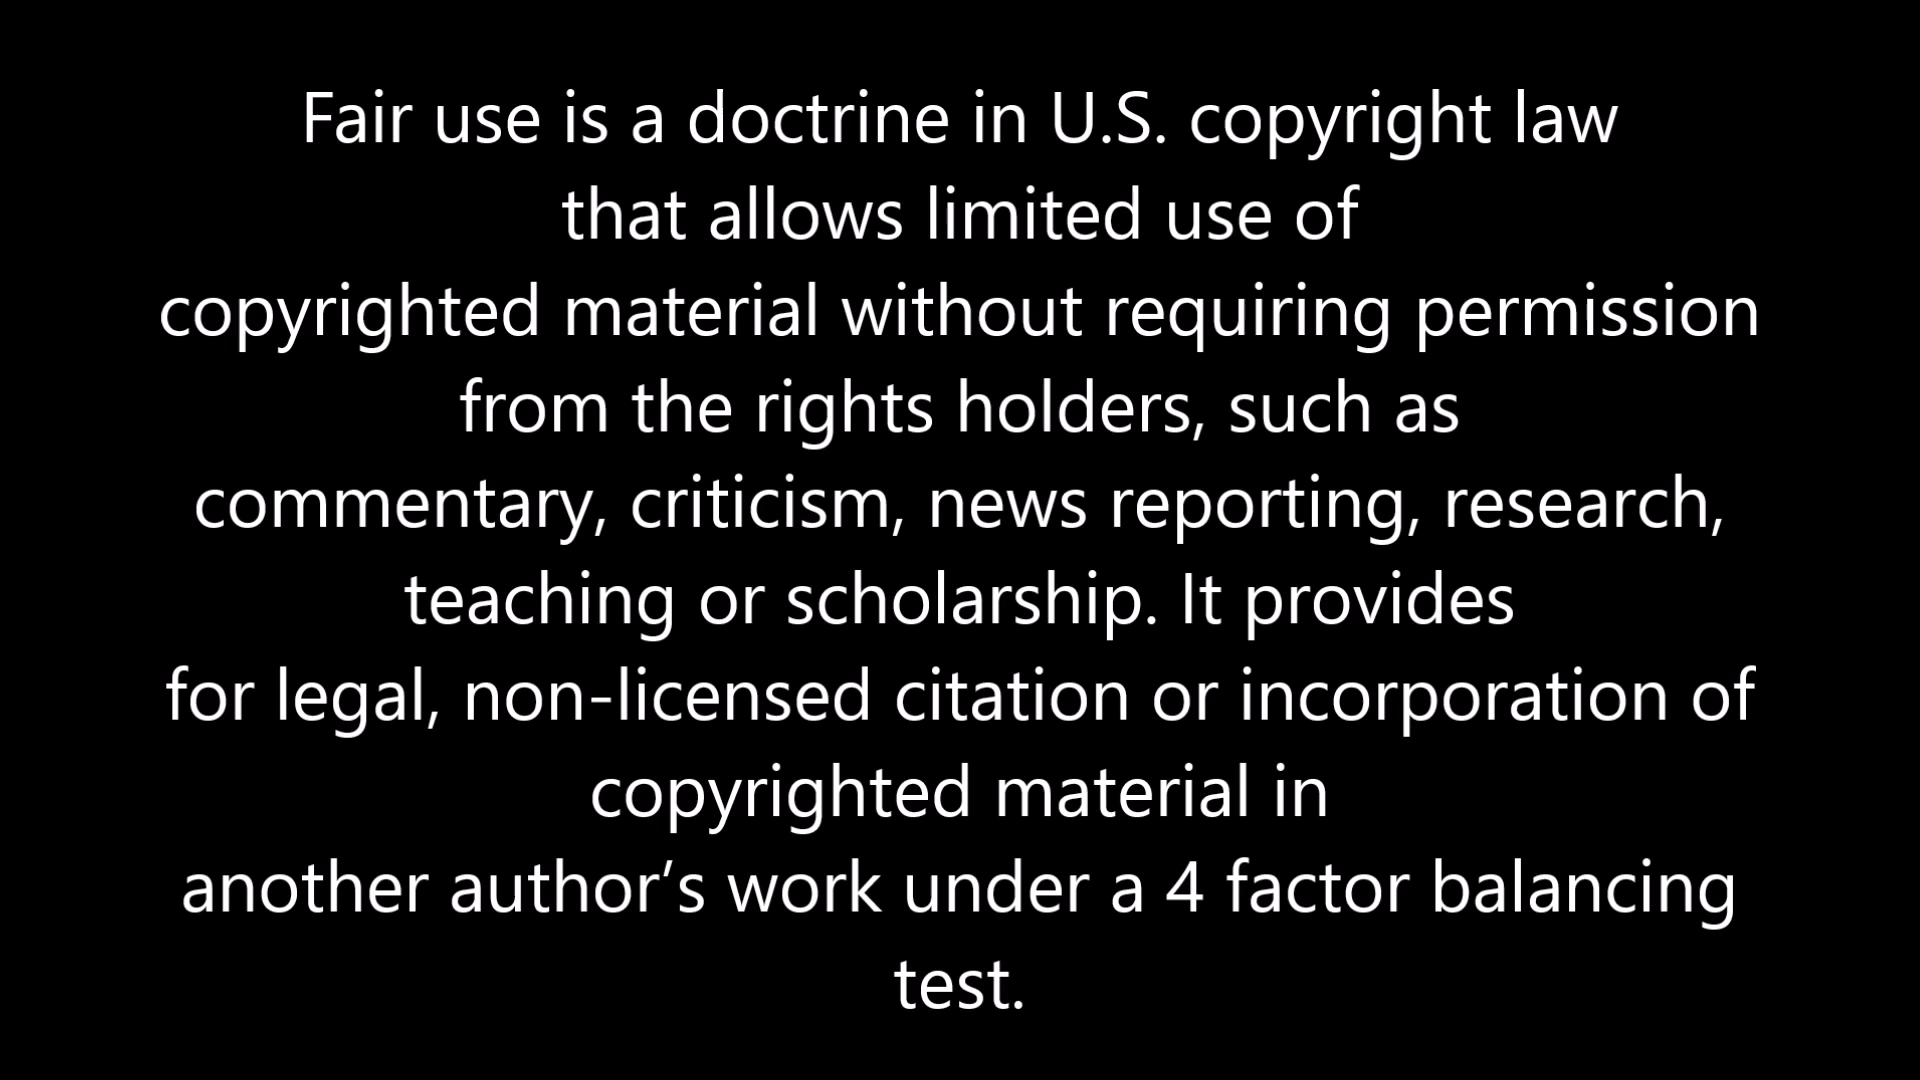 Fair use is a doctrine in U.S. copyright law
that allows limited use of
copyrighted material without requiring permission
from the rights holders, such as
commentary, criticism, news reporting, research,
teaching or scholarship. It provides
for legal, non-licensed citation or incorporation of
copyrighted material in
another author’s work under a 4 factor balancing
test.